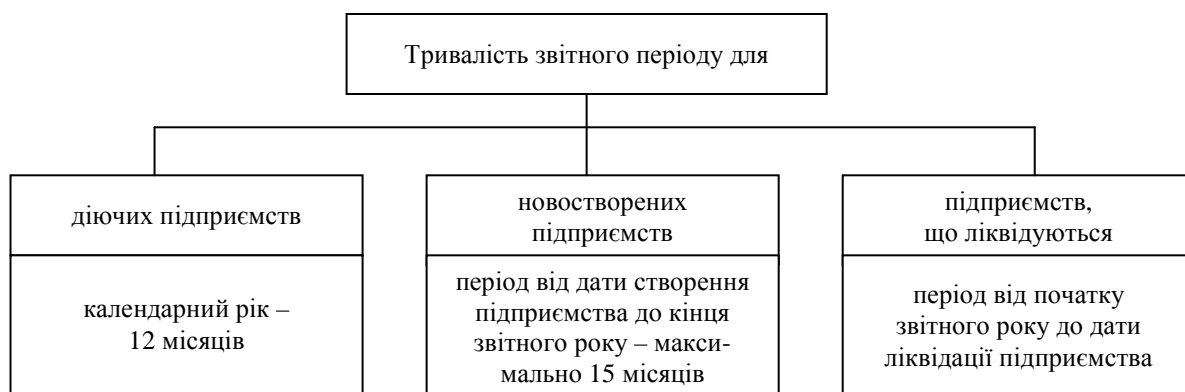 Тривалість звітного періоду для
діючих підприємств
календарний рік –
12 місяців
новостворених
підприємств
період від дати створення
підприємства до кінця
звітного року – макси-
мально 15 місяців
підприємств,
що ліквідуються
період від початку
звітного року до дати
ліквідації підприємства